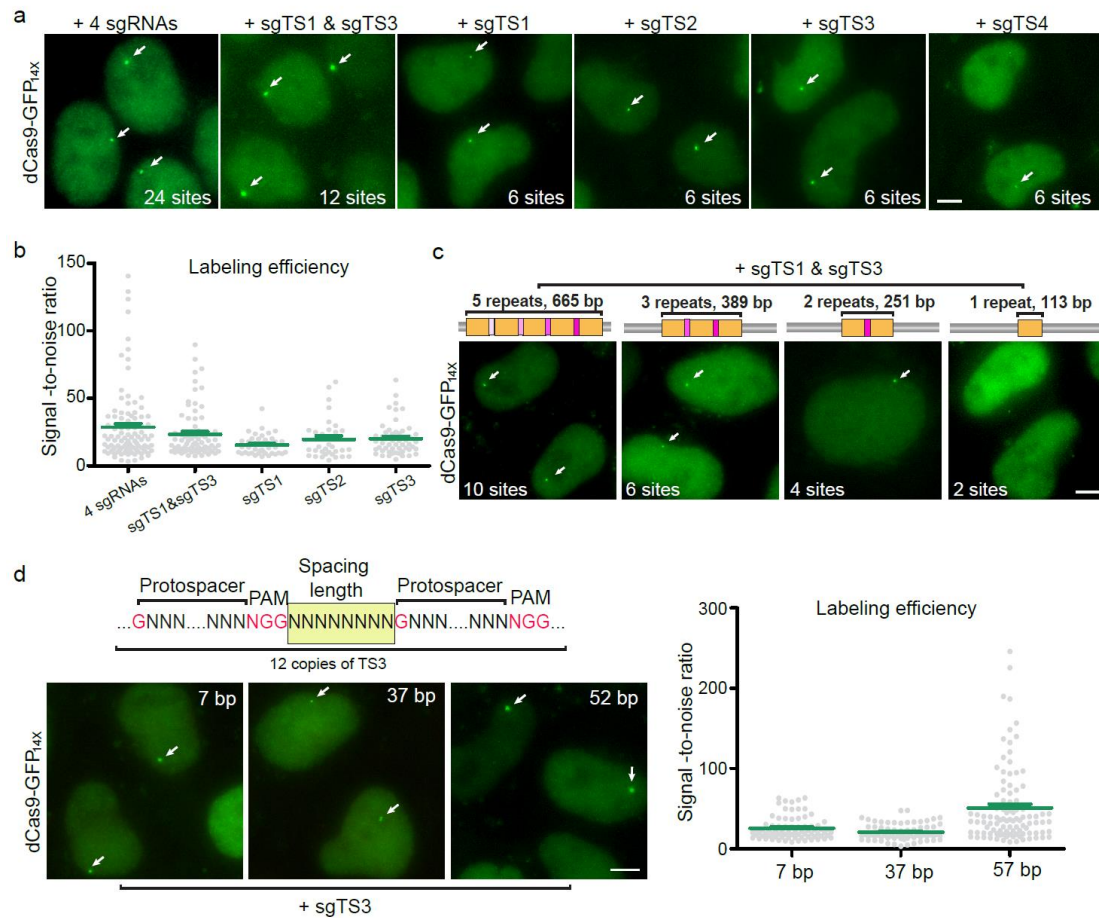 a
+ 4 sgRNAs
+ sgTS1 & sgTS3
+ sgTS1
+ sgTS2
+ sgTS3
+ sgTS4
dCas9-GFP14X
24 sites
12 sites
6 sites
6 sites
6 sites
6 sites
b
Labeling efficiency
Signal -to-noise ratio
150
100
50
0
4 sgRNAs
sgTS1&sgTS3
sgTS1
sgTS2
sgTS3
c
+ sgTS1 & sgTS3
5 repeats, 665 bp
3 repeats, 389 bp
2 repeats, 251 bp
1 repeat, 113 bp
dCas9-GFP14X
10 sites
6 sites
4 sites
2 sites
d
Spacing
length
Protospacer
PAM
Protospacer
PAM
...GNNN....NNNNGGNNNNNNNNGNNN....NNNNGG...
12 copies of TS3
dCas9-GFP14X
7 bp
37 bp
52 bp
+ sgTS3
Labeling efficiency
Signal -to-noise ratio
300
200
100
0
7 bp
37 bp
57 bp